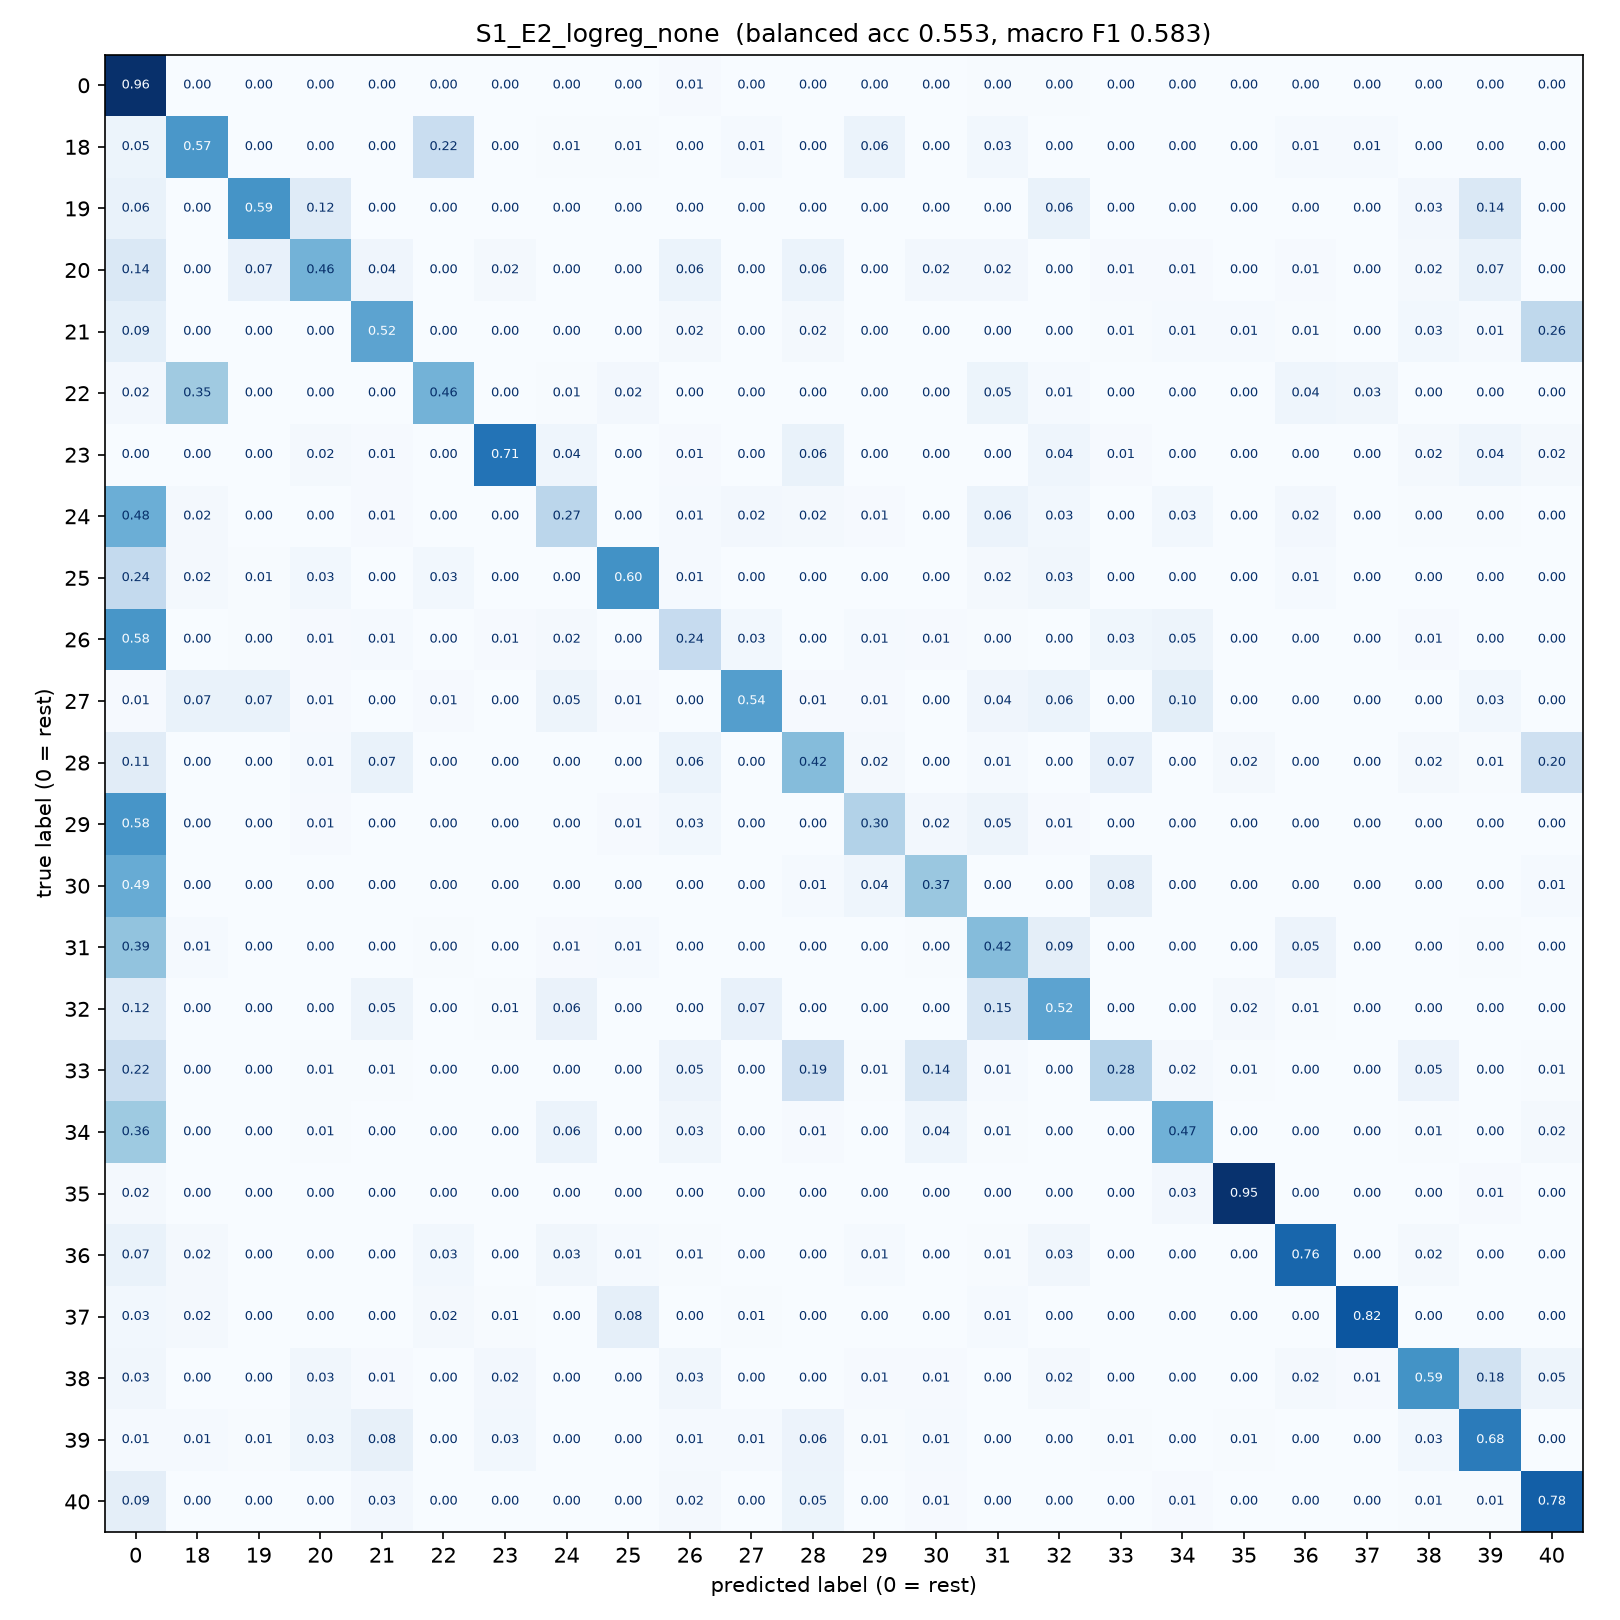 S1_E2_logreg_none (balanced acc 0.553, macro F1 0.583)
0 0.96 0.00 0.00 0.00 0.00 0.00 0.00 0.00 0.00 0.01 0.00 0.00 0.00 0.00 0.00 0.00 0.00 0.00 0.00 0.00 0.00 0.00 0.00 0.00
18 0.05 0.57 0.00 0.00 0.00 0.22 0.00 0.01 0.01 0.00 0.01 0.00 0.06 0.00 0.03 0.00 0.00 0.00 0.00 0.01 0.01 0.00 0.00 0.00
19 0.06 0.00 0.59 0.12 0.00 0.00 0.00 0.00 0.00 0.00 0.00 0.00 0.00 0.00 0.00 0.06 0.00 0.00 0.00 0.00 0.00 0.03 0.14 0.00
20 0.14 0.00 0.07 0.46 0.04 0.00 0.02 0.00 0.00 0.06 0.00 0.06 0.00 0.02 0.02 0.00 0.01 0.01 0.00 0.01 0.00 0.02 0.07 0.00
21 0.09 0.00 0.00 0.00 0.52 0.00 0.00 0.00 0.00 0.02 0.00 0.02 0.00 0.00 0.00 0.00 0.01 0.01 0.01 0.01 0.00 0.03 0.01 0.26
22 0.02 0.35 0.00 0.00 0.00 0.46 0.00 0.01 0.02 0.00 0.00 0.00 0.00 0.00 0.05 0.01 0.00 0.00 0.00 0.04 0.03 0.00 0.00 0.00
23 0.00 0.00 0.00 0.02 0.01 0.00 0.71 0.04 0.00 0.01 0.00 0.06 0.00 0.00 0.00 0.04 0.01 0.00 0.00 0.00 0.00 0.02 0.04 0.02
24 0.48 0.02 0.00 0.00 0.01 0.00 0.00 0.27 0.00 0.01 0.02 0.02 0.01 0.00 0.06 0.03 0.00 0.03 0.00 0.02 0.00 0.00 0.00 0.00
25 0.24 0.02 0.01 0.03 0.00 0.03 0.00 0.00 0.60 0.01 0.00 0.00 0.00 0.00 0.02 0.03 0.00 0.00 0.00 0.01 0.00 0.00 0.00 0.00
26 0.58 0.00 0.00 0.01 0.01 0.00 0.01 0.02 0.00 0.24 0.03 0.00 0.01 0.01 0.00 0.00 0.03 0.05 0.00 0.00 0.00 0.01 0.00 0.00
27 0.01 0.07 0.07 0.01 0.00 0.01 0.00 0.05 0.01 0.00 0.54 0.01 0.01 0.00 0.04 0.06 0.00 0.10 0.00 0.00 0.00 0.00 0.03 0.00
28 0.11 0.00 0.00 0.01 0.07 0.00 0.00 0.00 0.00 0.06 0.00 0.42 0.02 0.00 0.01 0.00 0.07 0.00 0.02 0.00 0.00 0.02 0.01 0.20
29 0.58 0.00 0.00 0.01 0.00 0.00 0.00 0.00 0.01 0.03 0.00 0.00 0.30 0.02 0.05 0.01 0.00 0.00 0.00 0.00 0.00 0.00 0.00 0.00
30 0.49 0.00 0.00 0.00 0.00 0.00 0.00 0.00 0.00 0.00 0.00 0.01 0.04 0.37 0.00 0.00 0.08 0.00 0.00 0.00 0.00 0.00 0.00 0.01
31 0.39 0.01 0.00 0.00 0.00 0.00 0.00 0.01 0.01 0.00 0.00 0.00 0.00 0.00 0.42 0.09 0.00 0.00 0.00 0.05 0.00 0.00 0.00 0.00
32 0.12 0.00 0.00 0.00 0.05 0.00 0.01 0.06 0.00 0.00 0.07 0.00 0.00 0.00 0.15 0.52 0.00 0.00 0.02 0.01 0.00 0.00 0.00 0.00
33 0.22 0.00 0.00 0.01 0.01 0.00 0.00 0.00 0.00 0.05 0.00 0.19 0.01 0.14 0.01 0.00 0.28 0.02 0.01 0.00 0.00 0.05 0.00 0.01
34 0.36 0.00 0.00 0.01 0.00 0.00 0.00 0.06 0.00 0.03 0.00 0.01 0.00 0.04 0.01 0.00 0.00 0.47 0.00 0.00 0.00 0.01 0.00 0.02
35 0.02 0.00 0.00 0.00 0.00 0.00 0.00 0.00 0.00 0.00 0.00 0.00 0.00 0.00 0.00 0.00 0.00 0.03 0.95 0.00 0.00 0.00 0.01 0.00
36 0.07 0.02 0.00 0.00 0.00 0.03 0.00 0.03 0.01 0.01 0.00 0.00 0.01 0.00 0.01 0.03 0.00 0.00 0.00 0.76 0.00 0.02 0.00 0.00
37 0.03 0.02 0.00 0.00 0.00 0.02 0.01 0.00 0.08 0.00 0.01 0.00 0.00 0.00 0.01 0.00 0.00 0.00 0.00 0.00 0.82 0.00 0.00 0.00
38 0.03 0.00 0.00 0.03 0.01 0.00 0.02 0.00 0.00 0.03 0.00 0.00 0.01 0.01 0.00 0.02 0.00 0.00 0.00 0.02 0.01 0.59 0.18 0.05
39 0.01 0.01 0.01 0.03 0.08 0.00 0.03 0.00 0.00 0.01 0.01 0.06 0.01 0.01 0.00 0.00 0.01 0.00 0.01 0.00 0.00 0.03 0.68 0.00
40 0.09 0.00 0.00 0.00 0.03 0.00 0.00 0.00 0.00 0.02 0.00 0.05 0.00 0.01 0.00 0.00 0.00 0.01 0.00 0.00 0.00 0.01 0.01 0.78
0 18 19 20 21 22 23 24 25 26 27 28 29 30 31 32 33 34 35 36 37 38 39 40
predicted label (0 = rest)
true label (0 = rest)